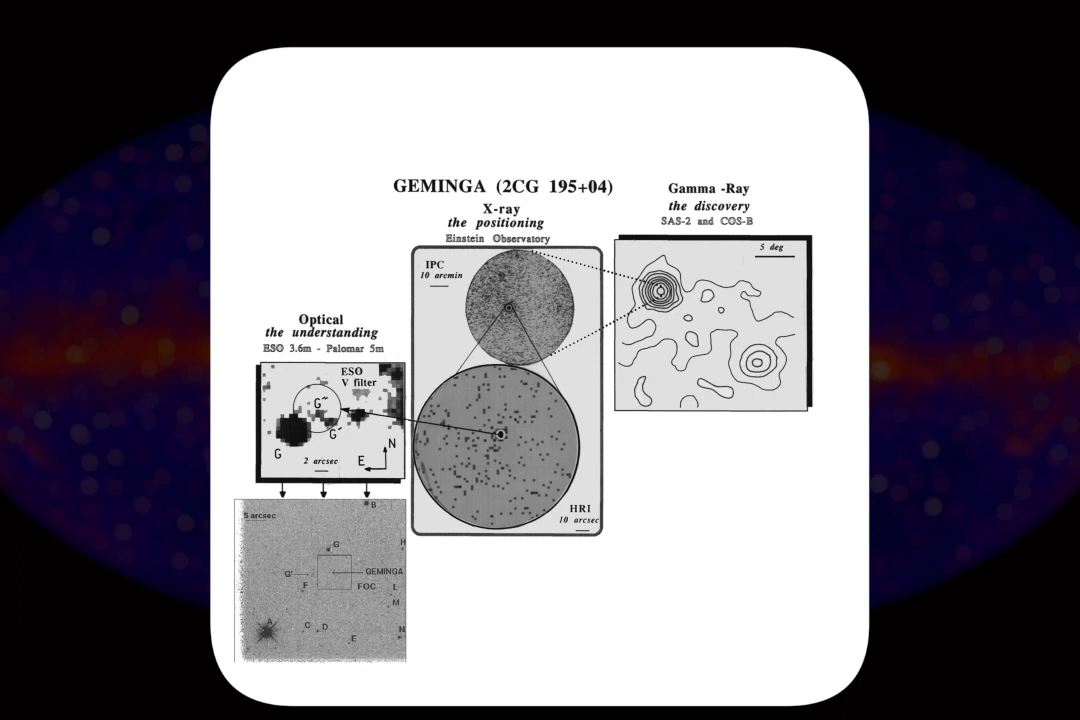 GEMINGA (2CG 195+04)
Gamma -Ray
the discovery
SAS-2 and COS-B
5 deg
X-ray
the positioning
Einstein Observatory
IPC
10 arcmin
HRI
10 arcsec
Optical
the understanding
ESO 3.6m - Palomar 5m
ESO
V filter
G"
G'
G
2 arcsec
N
E
5 arcsec
B
G
H
G'
GEMINGA
F
FOC
L
M
A
C
D
N
E